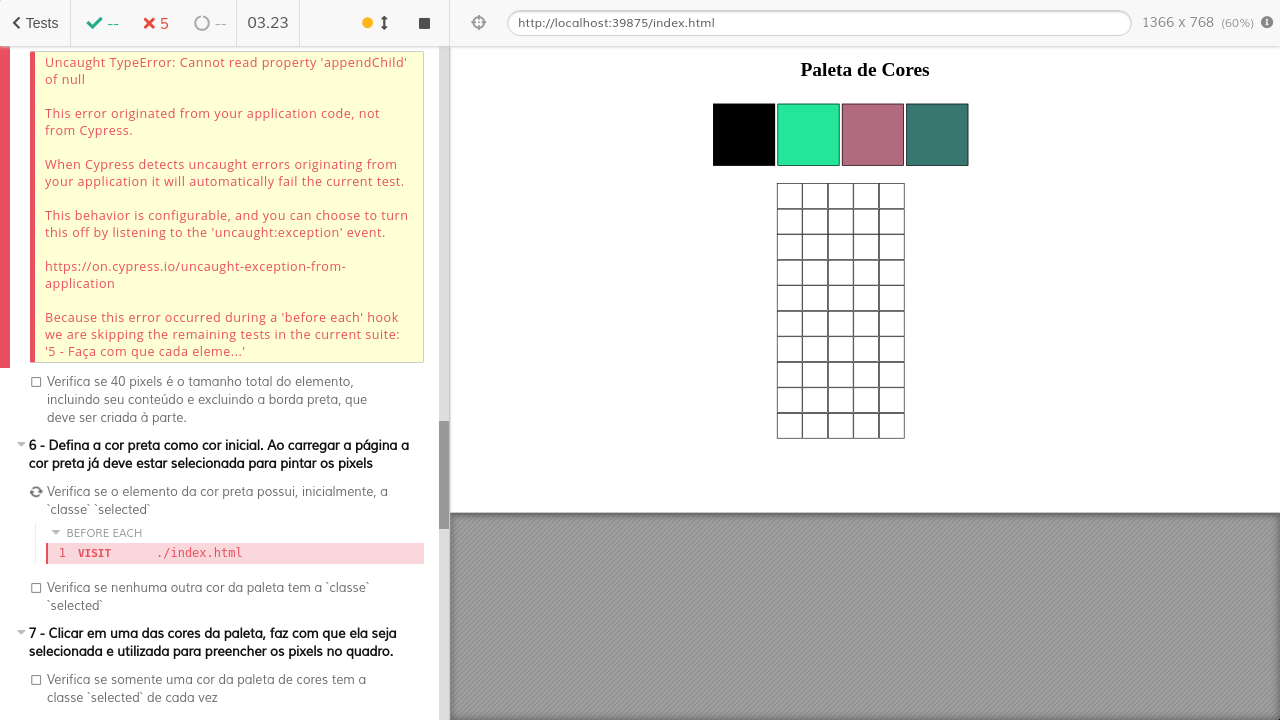 Tests
--
5
--
03.23
http://localhost:39875/index.html
1366 x 768 (60%)
Uncaught TypeError: Cannot read property 'appendChild'
of null
This error originated from your application code, not
from Cypress.
When Cypress detects uncaught errors originating from
your application it will automatically fail the current test.
This behavior is configurable, and you can choose to turn
this off by listening to the 'uncaught:exception' event.
https://on.cypress.io/uncaught-exception-from-
application
Because this error occurred during a 'before each' hook
we are skipping the remaining tests in the current suite:
'5 - Faça com que cada eleme...'
Verifica se 40 pixels é o tamanho total do elemento,
incluindo seu conteúdo e excluindo a borda preta, que
deve ser criada à parte.
6 - Defina a cor preta como cor inicial. Ao carregar a página a
cor preta já deve estar selecionada para pintar os pixels
Verifica se o elemento da cor preta possui, inicialmente, a
`classe` `selected`
BEFORE EACH
1 VISIT ./index.html
Verifica se nenhuma outra cor da paleta tem a `classe`
`selected`
7 - Clicar em uma das cores da paleta, faz com que ela seja
selecionada e utilizada para preencher os pixels no quadro.
Verifica se somente uma cor da paleta de cores tem a
classe `selected` de cada vez
Paleta de Cores